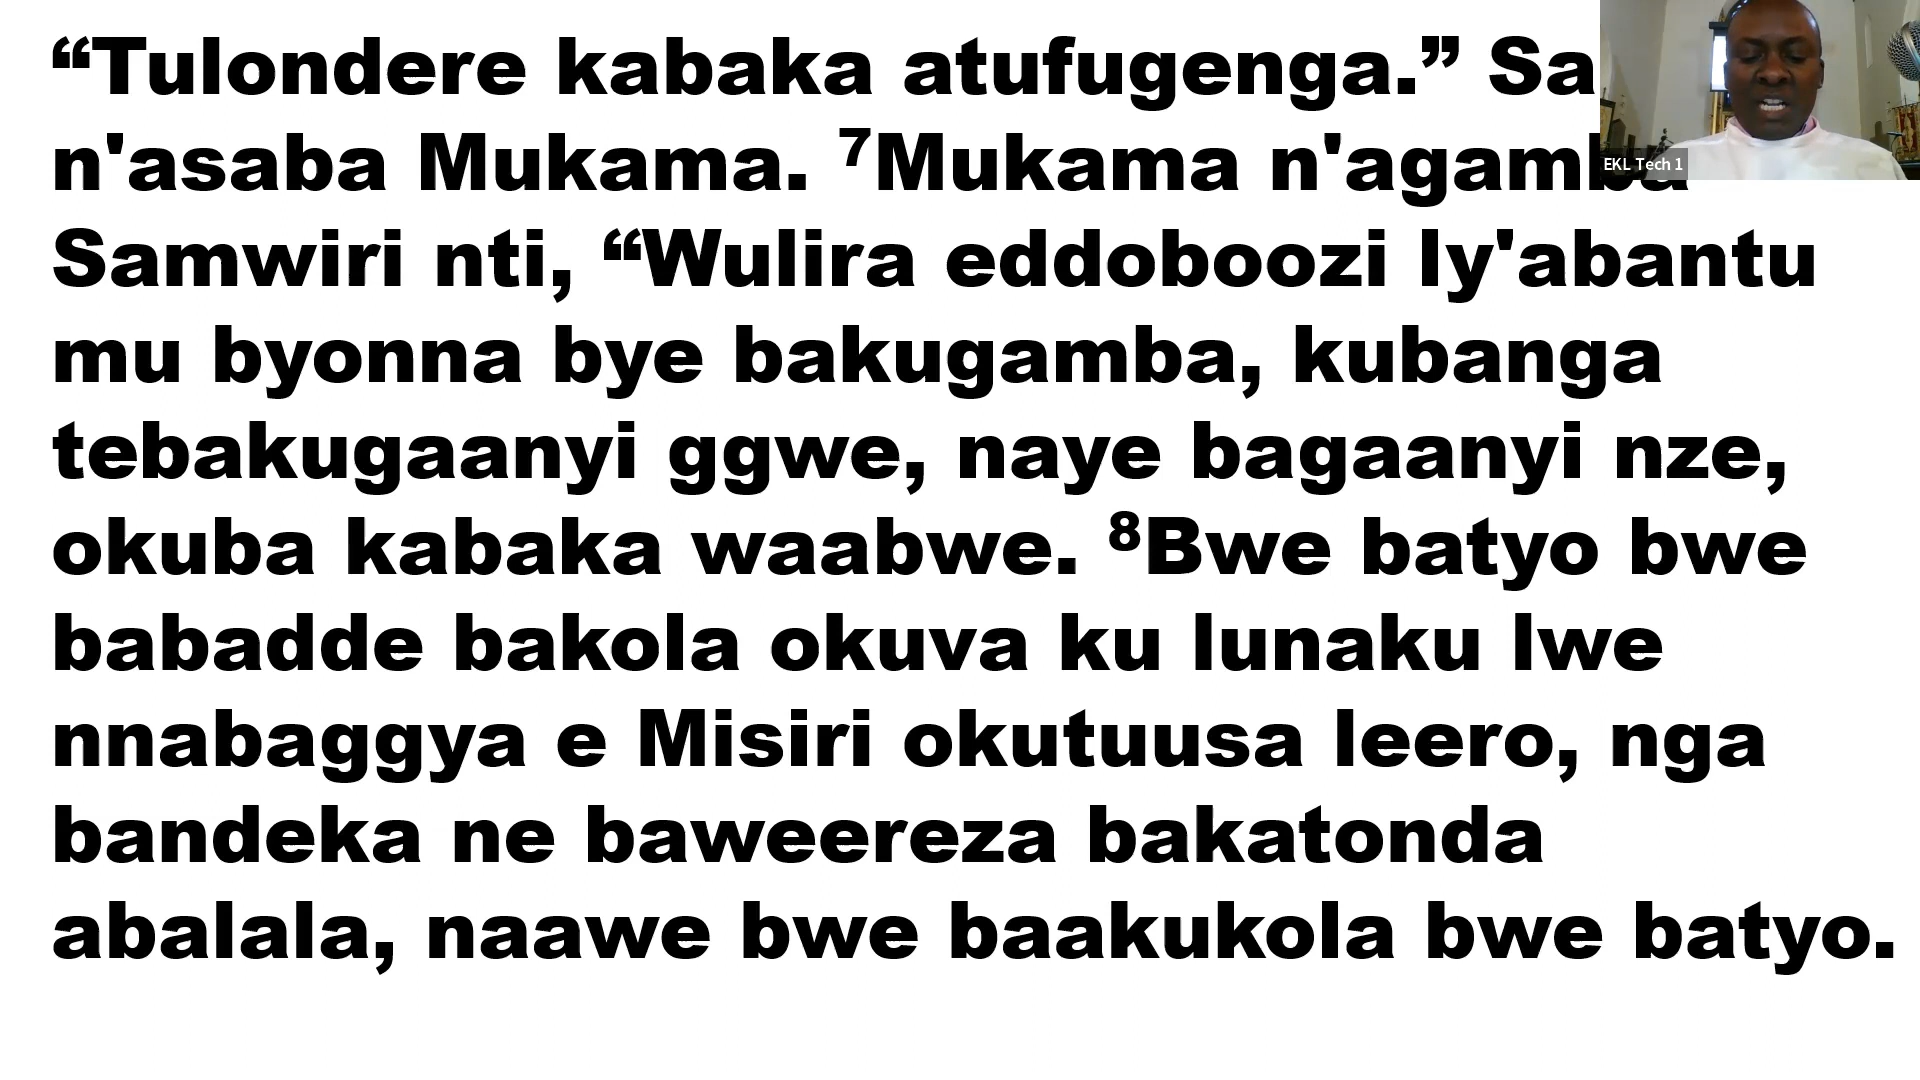 “Tulondere kabaka atufugenga.”
n'asaba Mukama. ⁷Mukama n'agamba
Samwiri nti, “Wulira eddoboozi ly'abantu
mu byonna bye bakugamba, kubanga
tebakugaanyi ggwe, naye bagaanyi nze,
okuba kabaka waabwe. ⁸Bwe batyo bwe
babadde bakola okuva ku lunaku lwe
nnabaggya e Misiri okutuusa leero, nga
bandeka ne baweereza bakatonda
abalala, naawe bwe baakukola bwe batyo.
EKL Tech 1